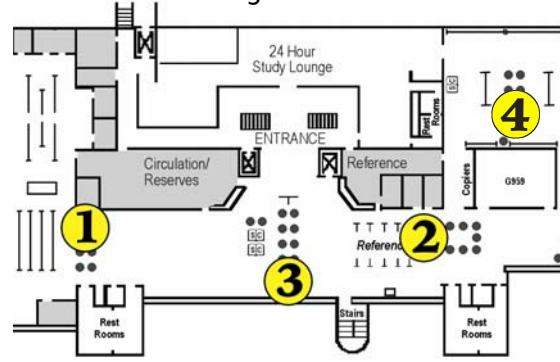 24 Hour
Study Lounge
ENTRANCE
Rest
Rooms
4
Circulation/
Reserves
Reference
Copiers
G959
1
S C
S C
3
Reference
2
Rest
Rooms
Stairs
Rest
Rooms